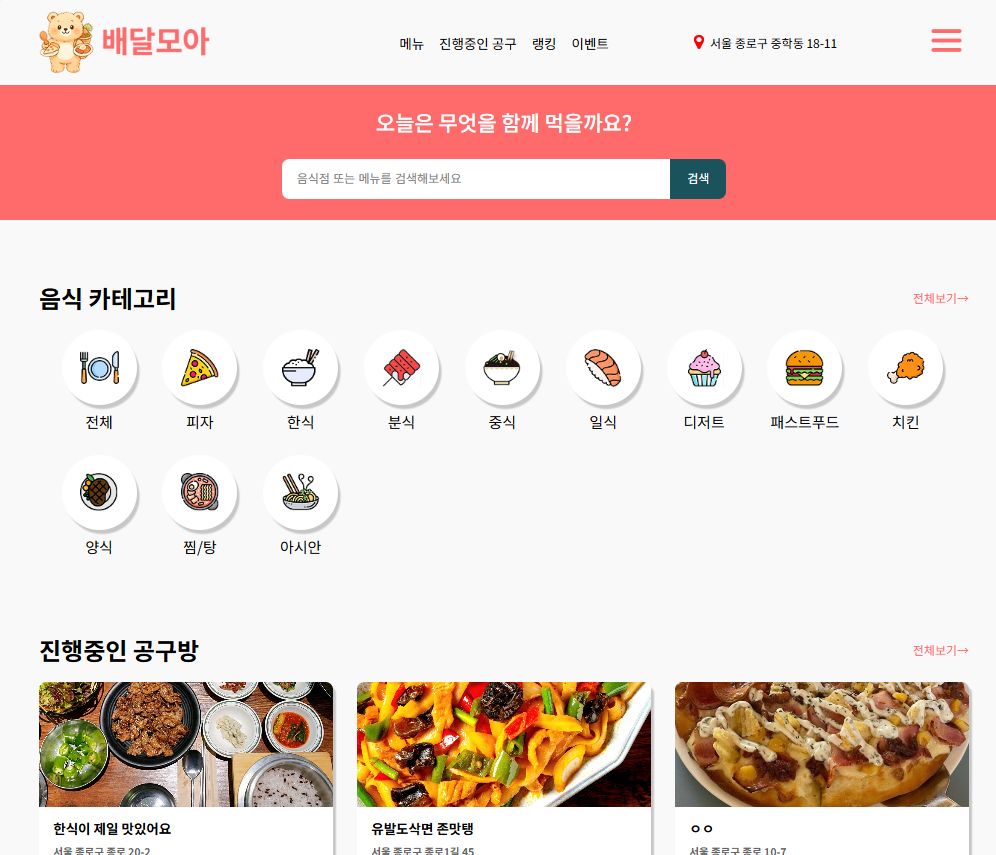 배달모아
메뉴 진행중인 공구 랭킹 이벤트
서울 종로구 중학동 18-11
오늘은 무엇을 함께 먹을까요?
음식점 또는 메뉴를 검색해보세요
검색
음식 카테고리
전체보기→
전체 피자 한식 분식 중식 일식 디저트 패스트푸드 치킨
양식 찜/탕 아시안
진행중인 공구방
전체보기→
한식이 제일 맛있어요
서울 종로구 종로 20-2
유발도삭면 존맛탱
서울 종로구 종로1길 45
ㅇㅇ
서울 종로구 종로 10-7